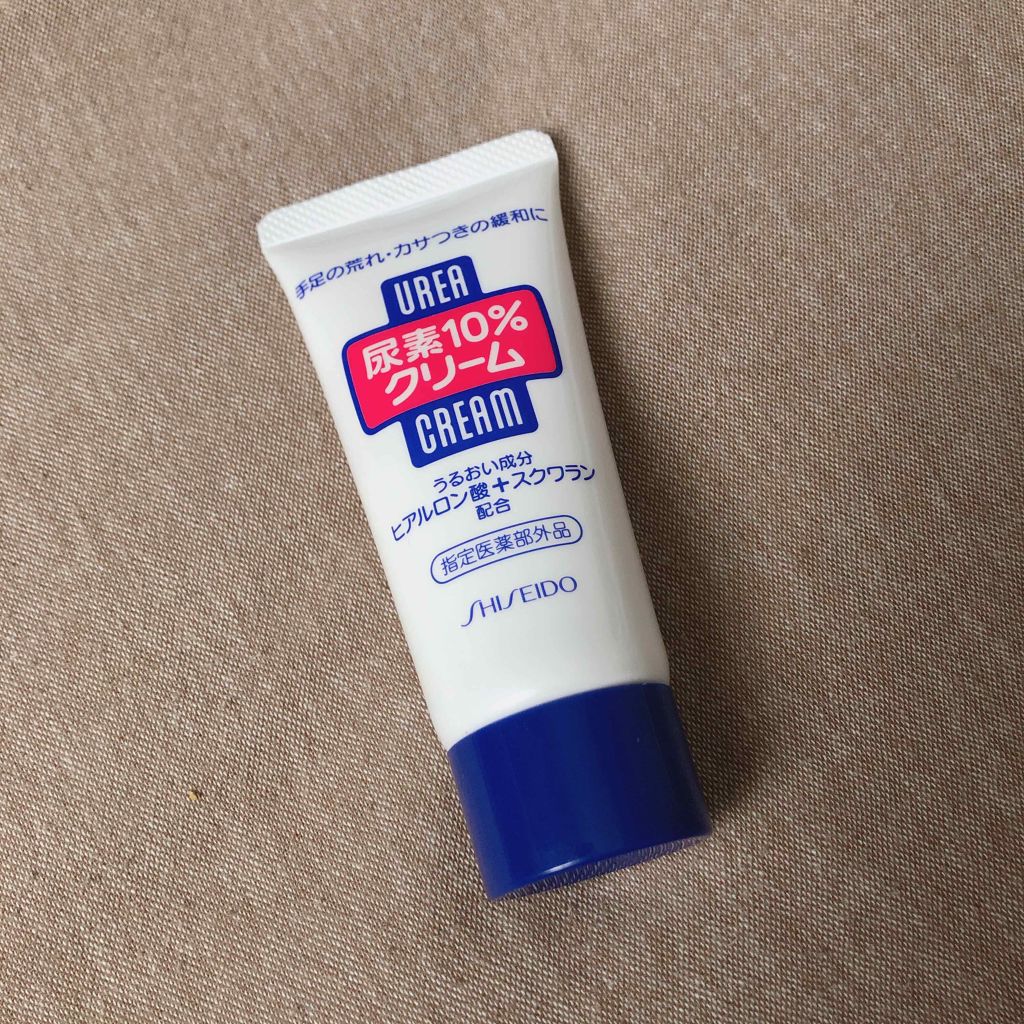 手足の荒れ・カサつきの緩和に
UREA
尿素10%
クリーム
CREAM
うるおい成分
ヒアルロン酸+スクワラン
配合
指定医薬部外品
SHISEIDO